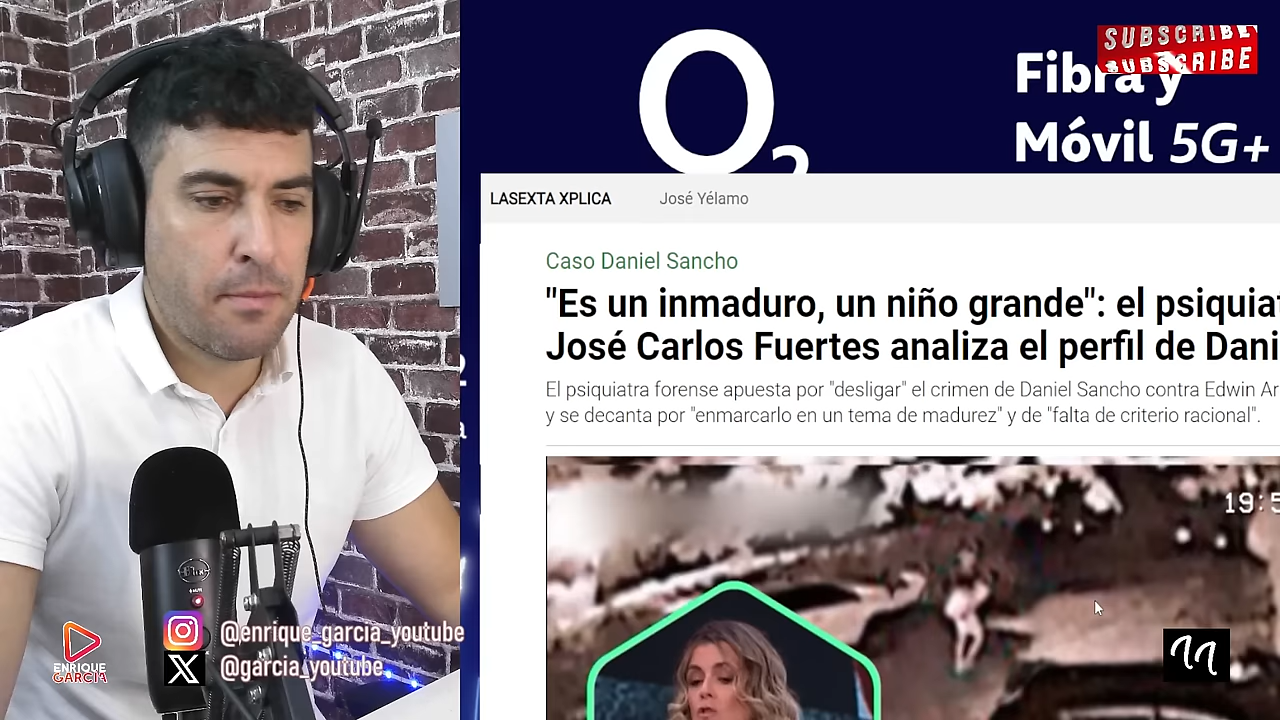 O2
Fibra y
Móvil 5G+
SUBSCRIBE
SUBSCRIBE
LASEXTA XPLICA
José Yélamo
Caso Daniel Sancho
"Es un inmaduro, un niño grande": el psiquiat
José Carlos Fuertes analiza el perfil de Dani
El psiquiatra forense apuesta por "desligar" el crimen de Daniel Sancho contra Edwin Ar
y se decanta por "enmarcarlo en un tema de madurez" y de "falta de criterio racional".
19:5
@enrique_garcia_youtube
@garcia_youtube
ENRIQUE
GARCIA